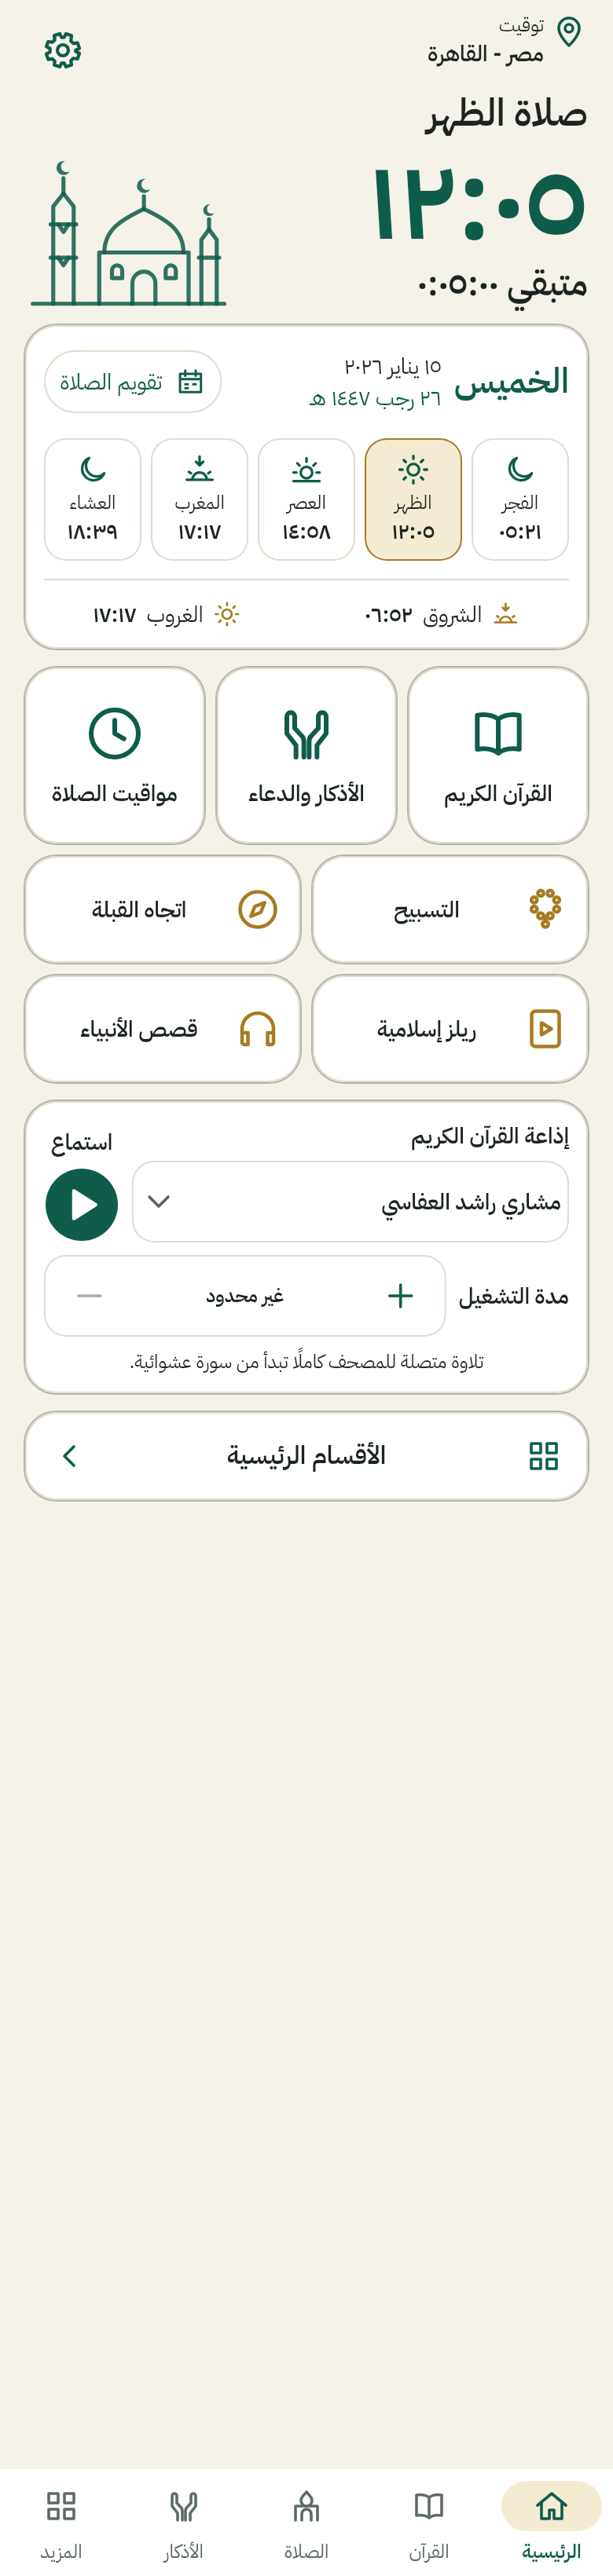 توقيت
مصر - القاهرة
صلاة الظهر
١٢:٠٥
متبقي ٠:٠٥:٠٠
الخميس
١٥ يناير ٢٠٢٦
٢٦ رجب ١٤٤٧ هـ
تقويم الصلاة
الفجر
٠٥:٢١
الظهر
١٢:٠٥
العصر
١٤:٥٨
المغرب
١٧:١٧
العشاء
١٨:٣٩
الشروق ٠٦:٥٢
الغروب ١٧:١٧
القرآن الكريم
الأذكار والدعاء
مواقيت الصلاة
التسبيح
اتجاه القبلة
ريلز إسلامية
قصص الأنبياء
إذاعة القرآن الكريم
استماع
مشاري راشد العفاسي
مدة التشغيل
غير محدود
تلاوة متصلة للمصحف كاملًا تبدأ من سورة عشوائية.
الأقسام الرئيسية
الرئيسية
القرآن
الصلاة
الأذكار
المزيد